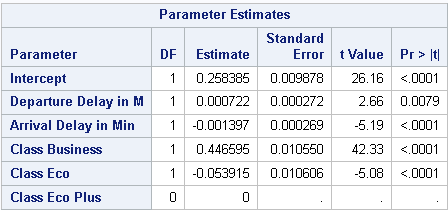 Parameter Estimates
Parameter DF Estimate Standard Error t Value Pr > |t|
Intercept 1 0.258385 0.009878 26.16 <.0001
Departure Delay in M 1 0.000722 0.000272 2.66 0.0079
Arrival Delay in Min 1 -0.001397 0.000269 -5.19 <.0001
Class Business 1 0.446595 0.010550 42.33 <.0001
Class Eco 1 -0.053915 0.010606 -5.08 <.0001
Class Eco Plus 0 0 . . .